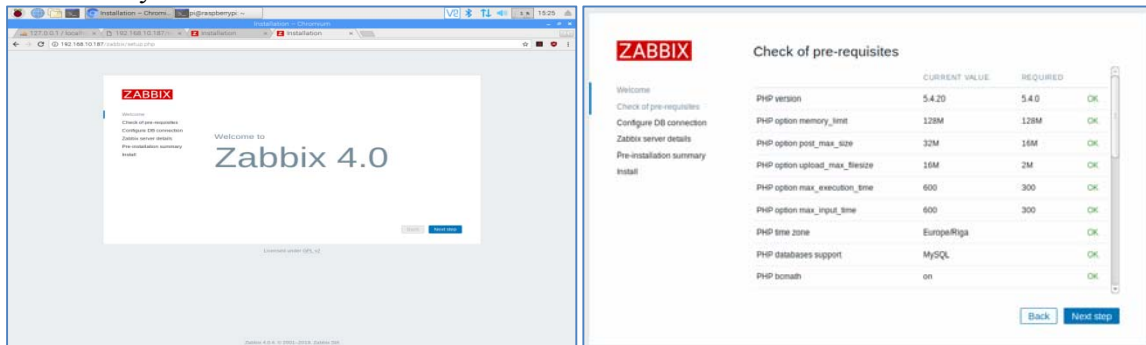 Installation - Chromi...
pi@raspberrypi: ~
15:25
Installation - Chromium
Installation
Installation
192.168.10.187/zabbix/setup.php
ZABBIX
Welcome
Check of pre-requisites
Configure DB connection
Zabbix server details
Pre-installation summary
Install
Welcome to
Zabbix 4.0
Back
Next step
Licensed under GPL v2
ZABBIX
Check of pre-requisites
Welcome
Check of pre-requisites
Configure DB connection
Zabbix server details
Pre-installation summary
Install
CURRENT VALUE REQUIRED
PHP version 5.4.20 5.4.0 OK
PHP option memory_limit 128M 128M OK
PHP option post_max_size 32M 16M OK
PHP option upload_max_filesize 16M 2M OK
PHP option max_execution_time 600 300 OK
PHP option max_input_time 600 300 OK
PHP time zone Europe/Riga OK
PHP databases support MySQL OK
PHP bcmath on OK
Back Next step